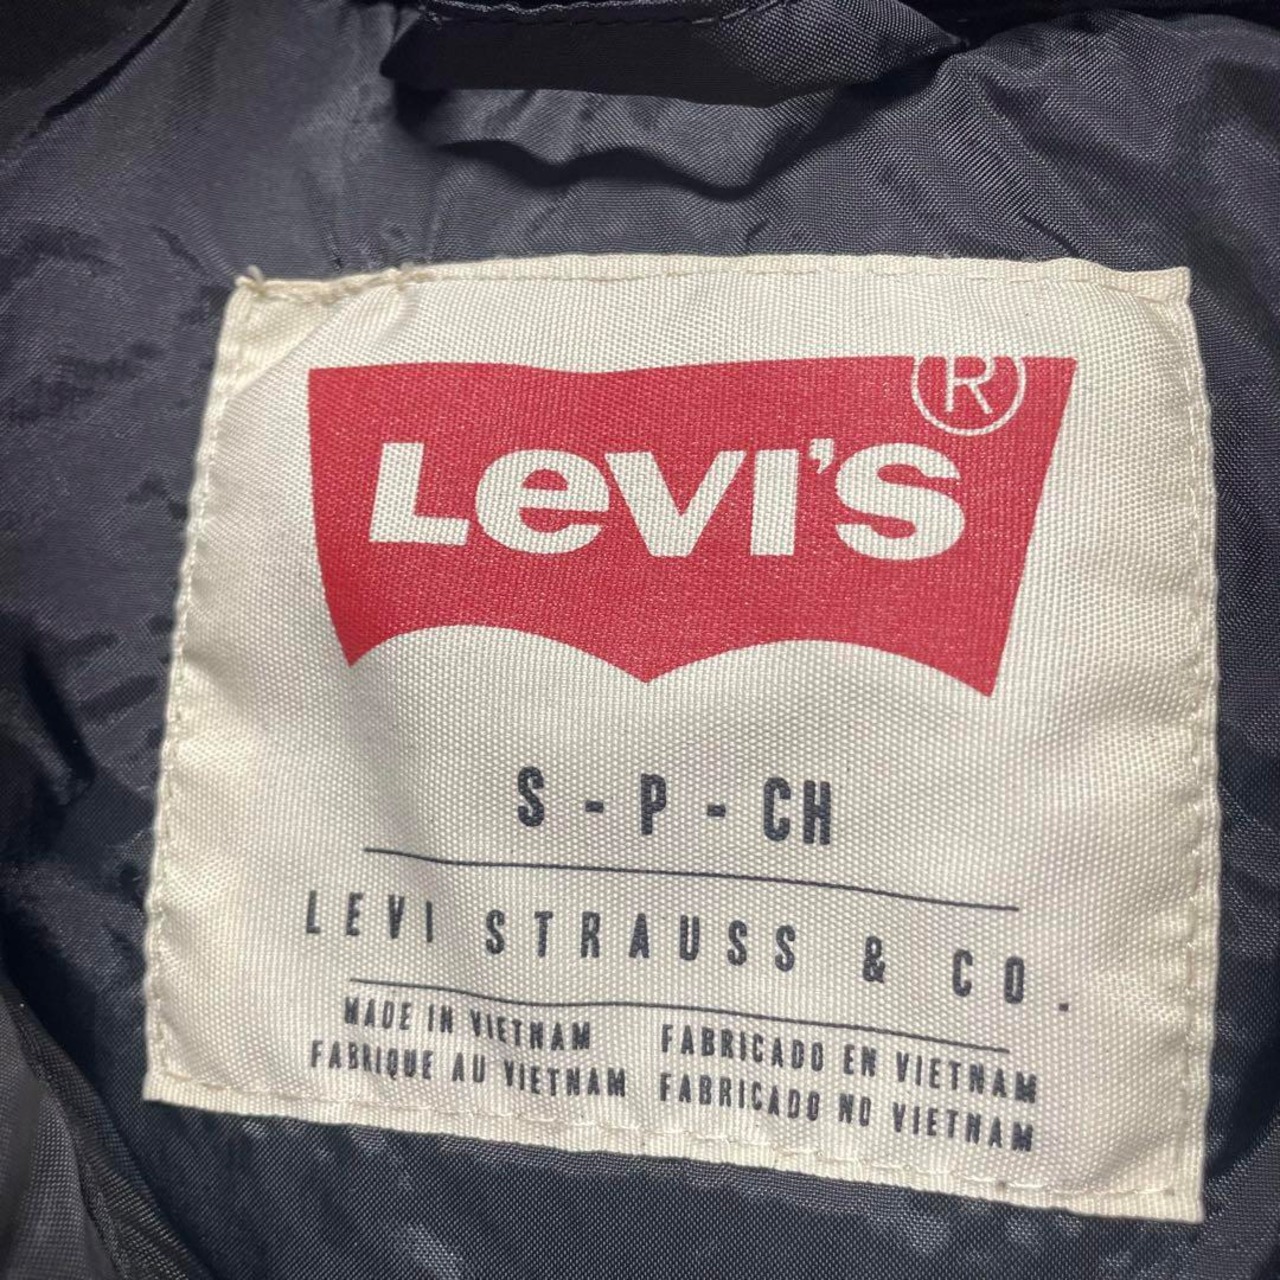 LEVI'S®
S - P - CH
LEVI STRAUSS & CO.
MADE IN VIETNAM FABRICADO EN VIETNAM
FABRIQUE AU VIETNAM FABRICADO NO VIETNAM